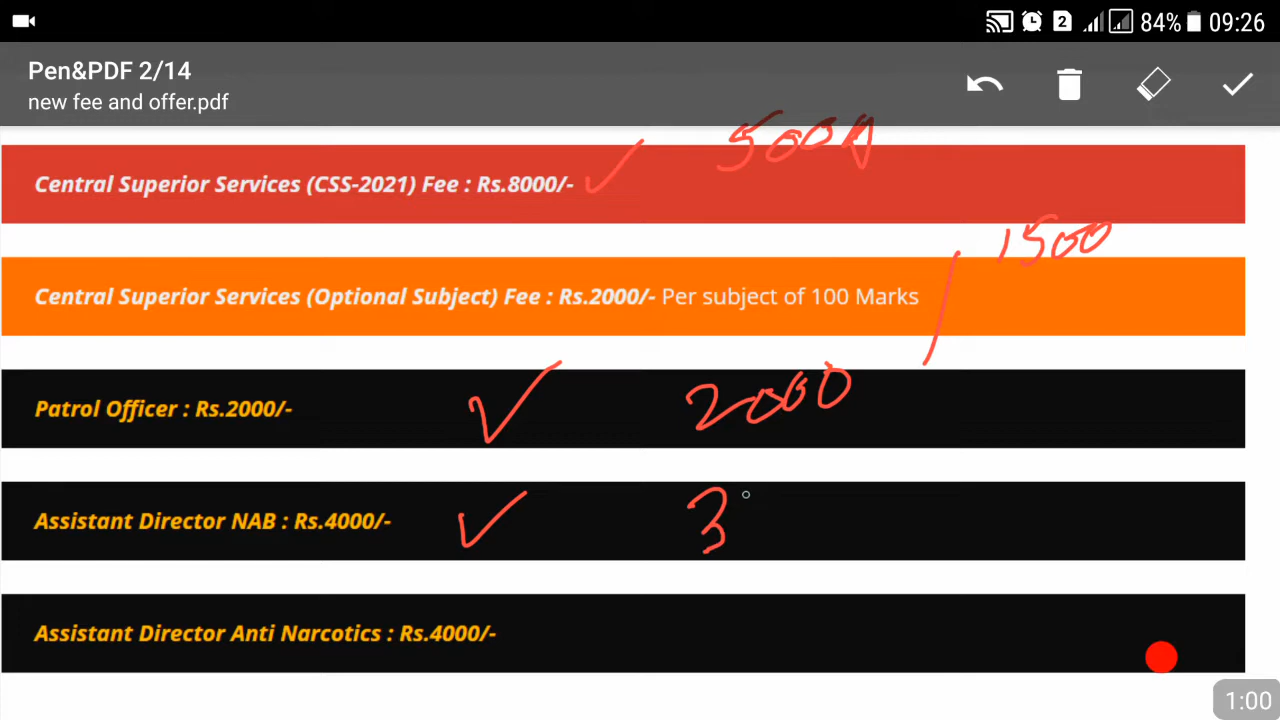 2 84% 09:26
Pen&PDF 2/14
new fee and offer.pdf
5000
Central Superior Services (CSS-2021) Fee : Rs.8000/-
1500
Central Superior Services (Optional Subject) Fee : Rs.2000/- Per subject of 100 Marks
Patrol Officer : Rs.2000/- 2000
Assistant Director NAB : Rs.4000/- 3
Assistant Director Anti Narcotics : Rs.4000/-
1:00